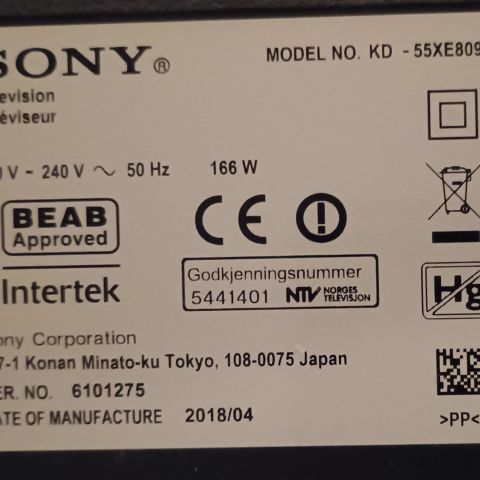 SONY®
MODEL NO. KD - 55XE809
evision
éviseur
0 V - 240 V ~ 50 Hz 166 W
BEAB
Approved
CE
Intertek
Godkjenningsnummer
5441401 NTV NORGES TELEVISJON
Hg
ony Corporation
7-1 Konan Minato-ku Tokyo, 108-0075 Japan
ER. NO. 6101275
ATE OF MANUFACTURE 2018/04
>PP<